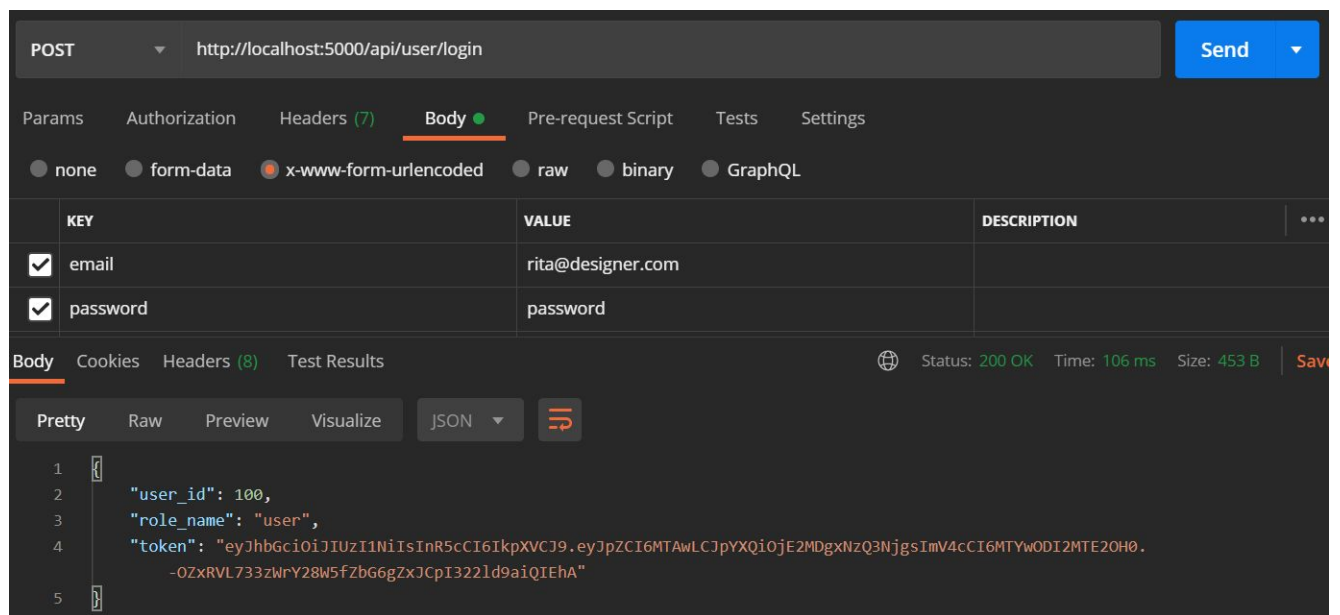 POST http://localhost:5000/api/user/login Send
Params Authorization Headers (7) Body Pre-request Script Tests Settings
none form-data x-www-form-urlencoded raw binary GraphQL
KEY VALUE DESCRIPTION
email rita@designer.com
password password
Body Cookies Headers (8) Test Results Status: 200 OK Time: 106 ms Size: 453 B Save
Pretty Raw Preview Visualize JSON
1 {
2 "user_id": 100,
3 "role_name": "user",
4 "token": "eyJhbGciOiJIUzI1NiIsInR5cCI6IkpXVCJ9.eyJpZCI6MTAwLCJpYXQiOjE2MDgxNzQ3NjgsImV4cCI6MTYwODI2MTE2OH0.
-OZxRVL733zWrY28W5fZbG6gZxJCpI322ld9aiQIEhA"
5 }